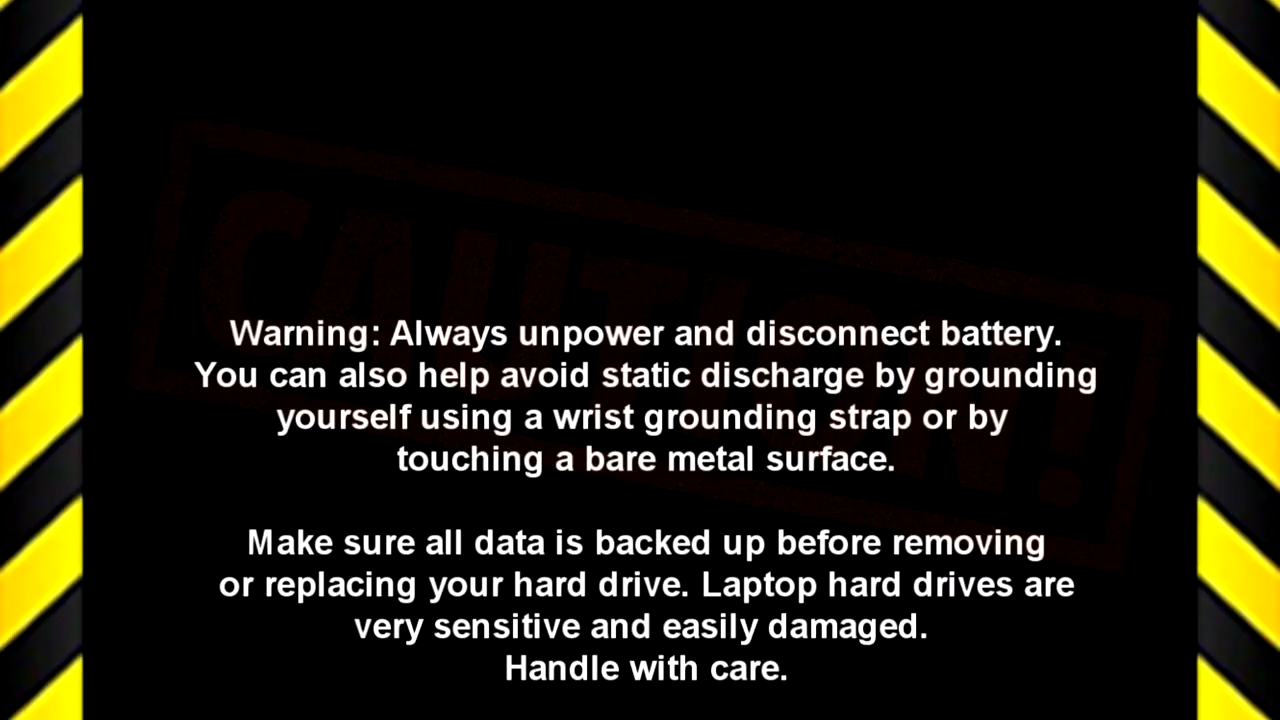 CAUTION!
Warning: Always unpower and disconnect battery.
You can also help avoid static discharge by grounding
yourself using a wrist grounding strap or by
touching a bare metal surface.
Make sure all data is backed up before removing
or replacing your hard drive. Laptop hard drives are
very sensitive and easily damaged.
Handle with care.